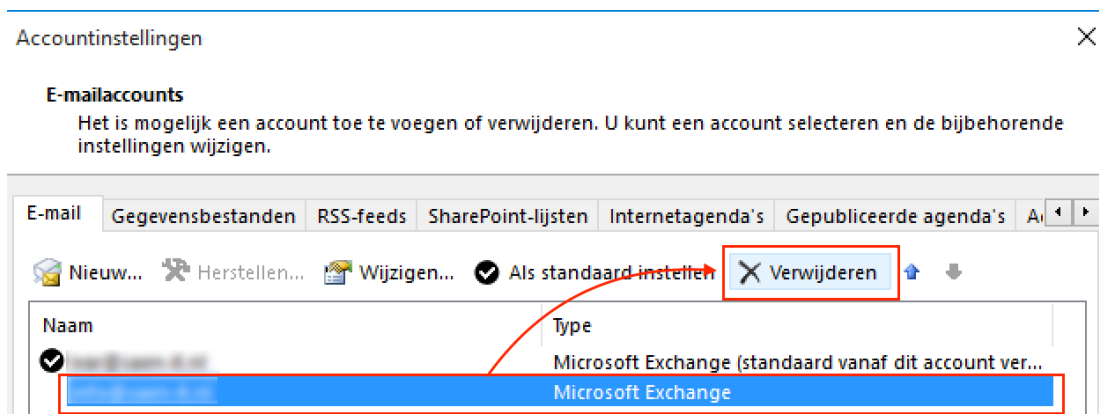 Accountinstellingen
E-mailaccounts
Het is mogelijk een account toe te voegen of verwijderen. U kunt een account selecteren en de bijbehorende
instellingen wijzigen.
E-mail Gegevensbestanden RSS-feeds SharePoint-lijsten Internetagenda's Gepubliceerde agenda's
Nieuw... Herstellen... Wijzigen... Als standaard instellen Verwijderen
Naam Type
Microsoft Exchange (standaard vanaf dit account ver...
Microsoft Exchange